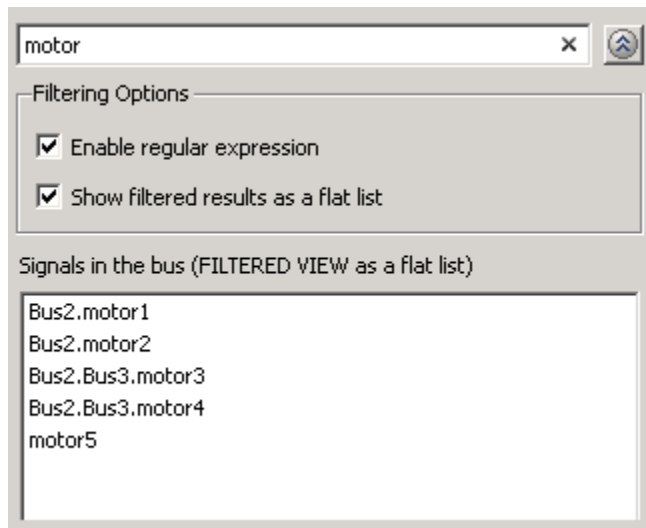 motor
Filtering Options
Enable regular expression
Show filtered results as a flat list
Signals in the bus (FILTERED VIEW as a flat list)
Bus2.motor1
Bus2.motor2
Bus2.Bus3.motor3
Bus2.Bus3.motor4
motor5